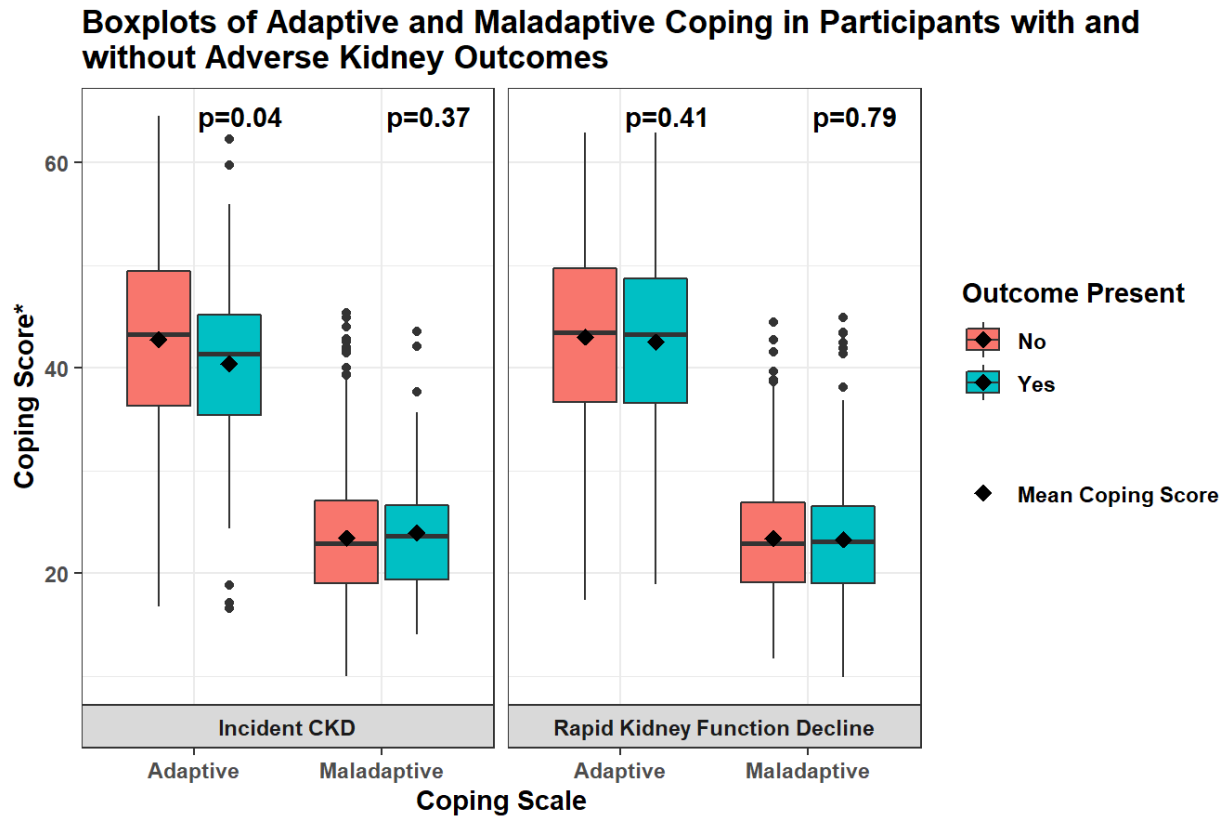 Boxplots of Adaptive and Maladaptive Coping in Participants with and
without Adverse Kidney Outcomes
p=0.04
p=0.37
p=0.41
p=0.79
60
40
20
Coping Score*
Incident CKD
Rapid Kidney Function Decline
Adaptive
Maladaptive
Adaptive
Maladaptive
Coping Scale
Outcome Present
No
Yes
Mean Coping Score